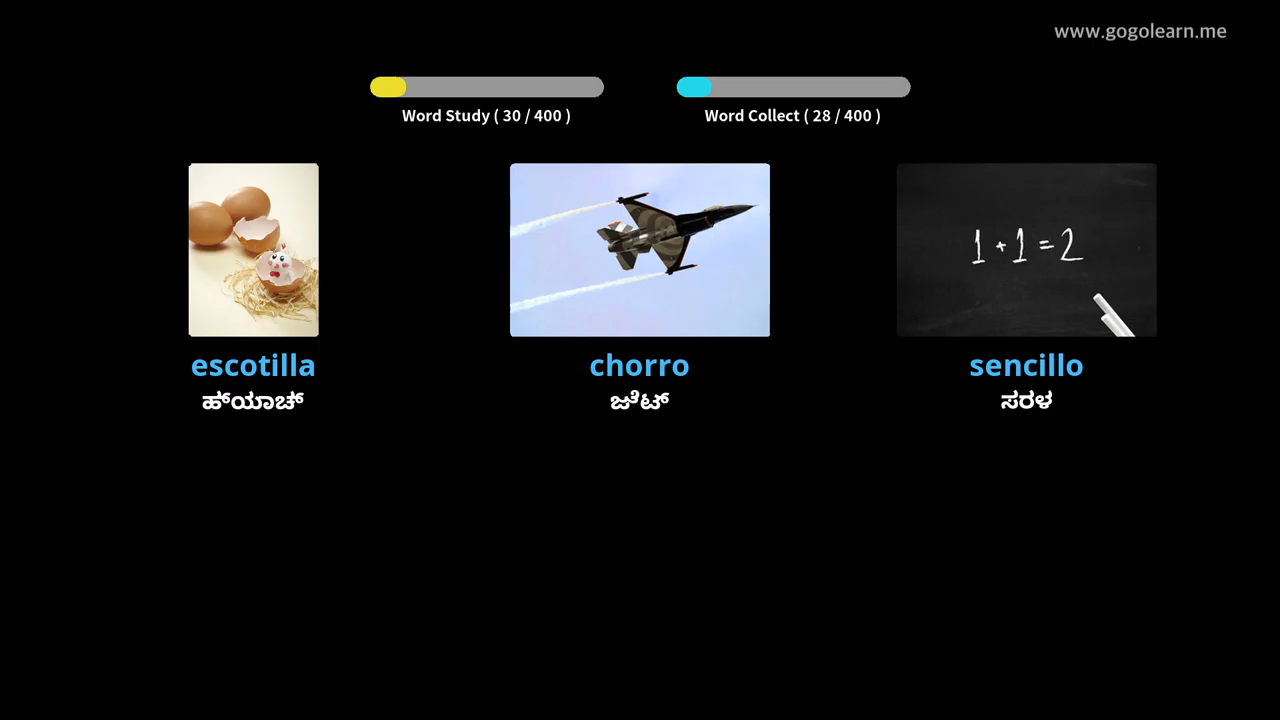 www.gogolearn.me
Word Study ( 30 / 400 )
Word Collect ( 28 / 400 )
1 + 1 = 2
escotilla
chorro
sencillo
ಹ್ಯಾಚ್
ಜೆಟ್
ಸರಳ